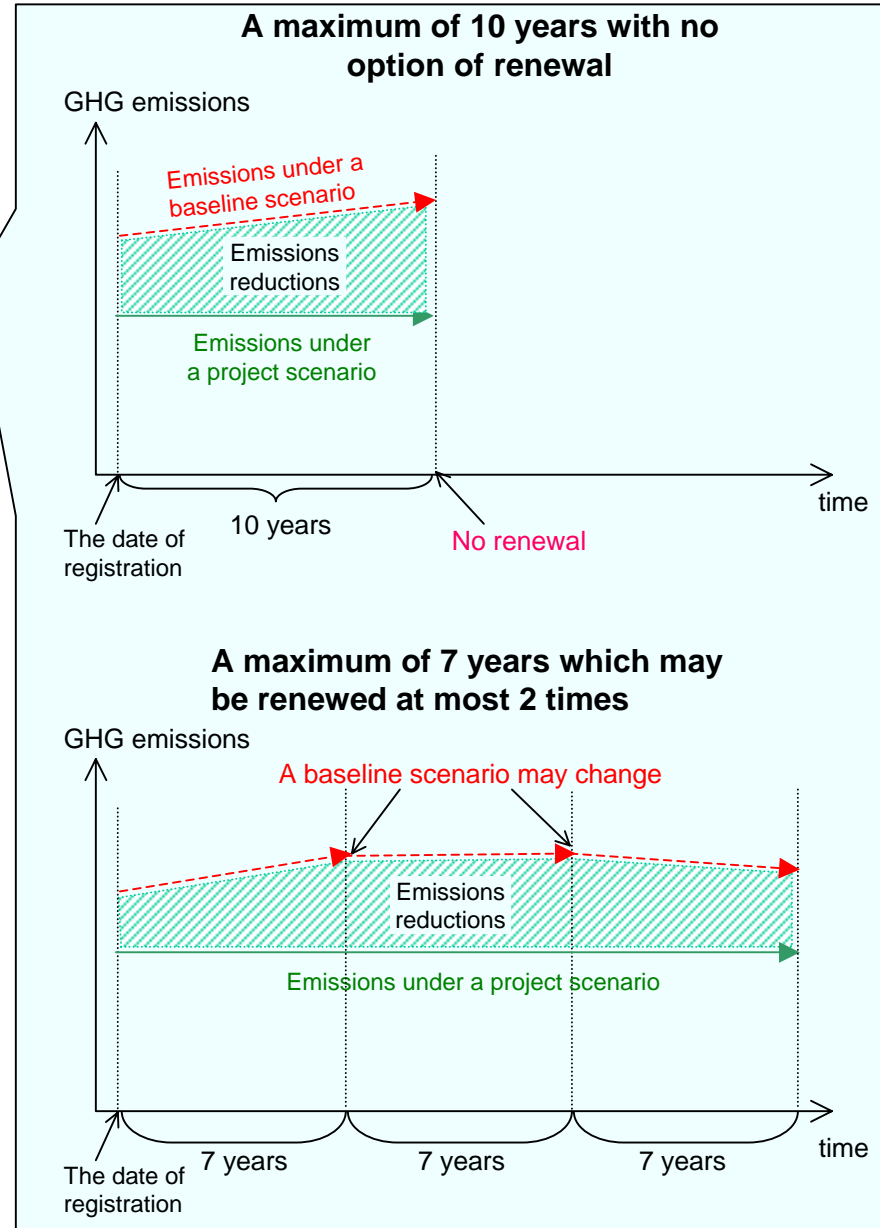 A maximum of 10 years with no
option of renewal
GHG emissions
Emissions under a
baseline scenario
Emissions
reductions
Emissions under
a project scenario
time
10 years
The date of
registration
No renewal
A maximum of 7 years which may
be renewed at most 2 times
GHG emissions
A baseline scenario may change
Emissions
reductions
Emissions under a project scenario
time
7 years
7 years
7 years
The date of
registration